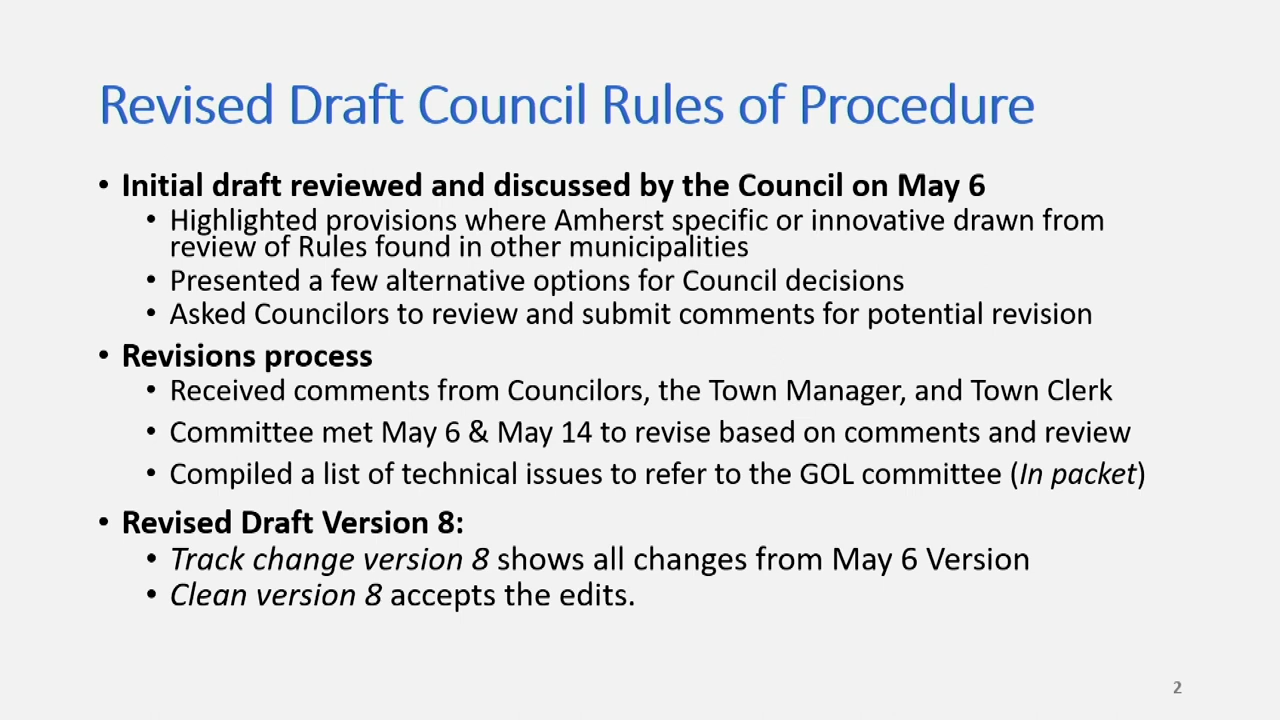 Revised Draft Council Rules of Procedure
• Initial draft reviewed and discussed by the Council on May 6
• Highlighted provisions where Amherst specific or innovative drawn from
review of Rules found in other municipalities
• Presented a few alternative options for Council decisions
• Asked Councilors to review and submit comments for potential revision
• Revisions process
• Received comments from Councilors, the Town Manager, and Town Clerk
• Committee met May 6 & May 14 to revise based on comments and review
• Compiled a list of technical issues to refer to the GOL committee (In packet)
• Revised Draft Version 8:
• Track change version 8 shows all changes from May 6 Version
• Clean version 8 accepts the edits.
2